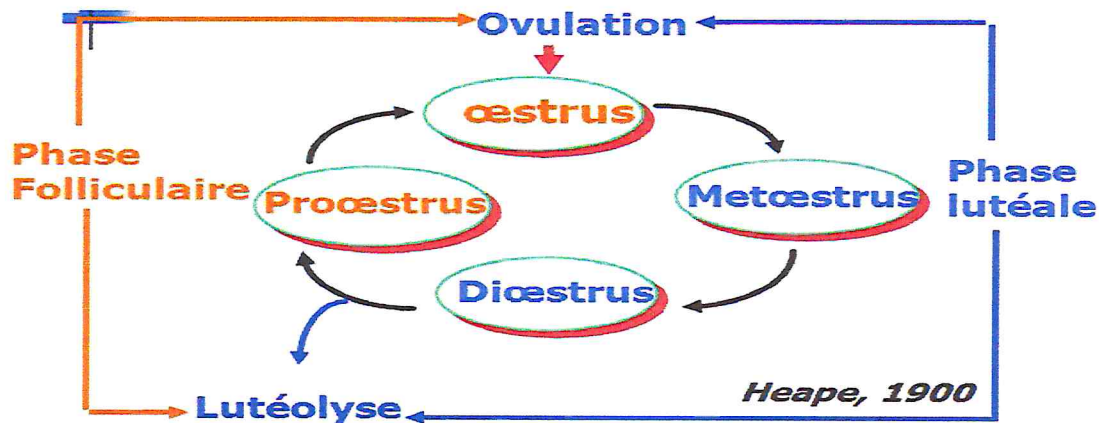 Ovulation
œstrus
Phase
Folliculaire
Proœstrus
Metœstrus
Phase
lutéale
Diœstrus
Heape, 1900
Lutéolyse